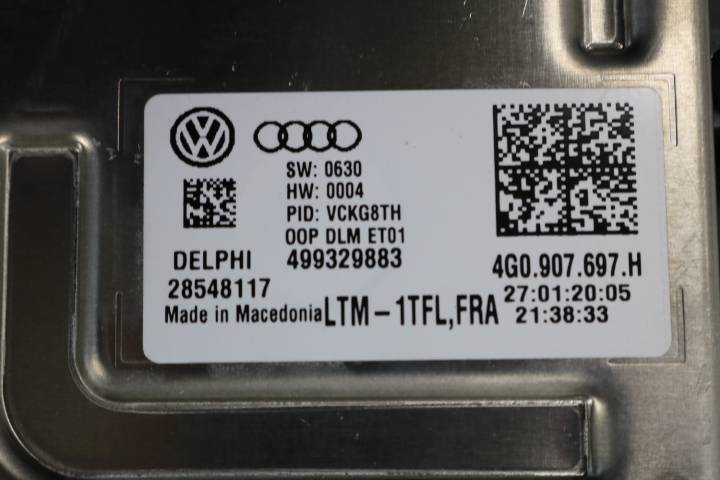 SW: 0630
HW: 0004
PID: VCKG8TH
00P DLM ET01
DELPHI 499329883
28548117
Made in Macedonia LTM-1TFL,FRA
4G0.907.697.H
27:01:20:05
21:38:33